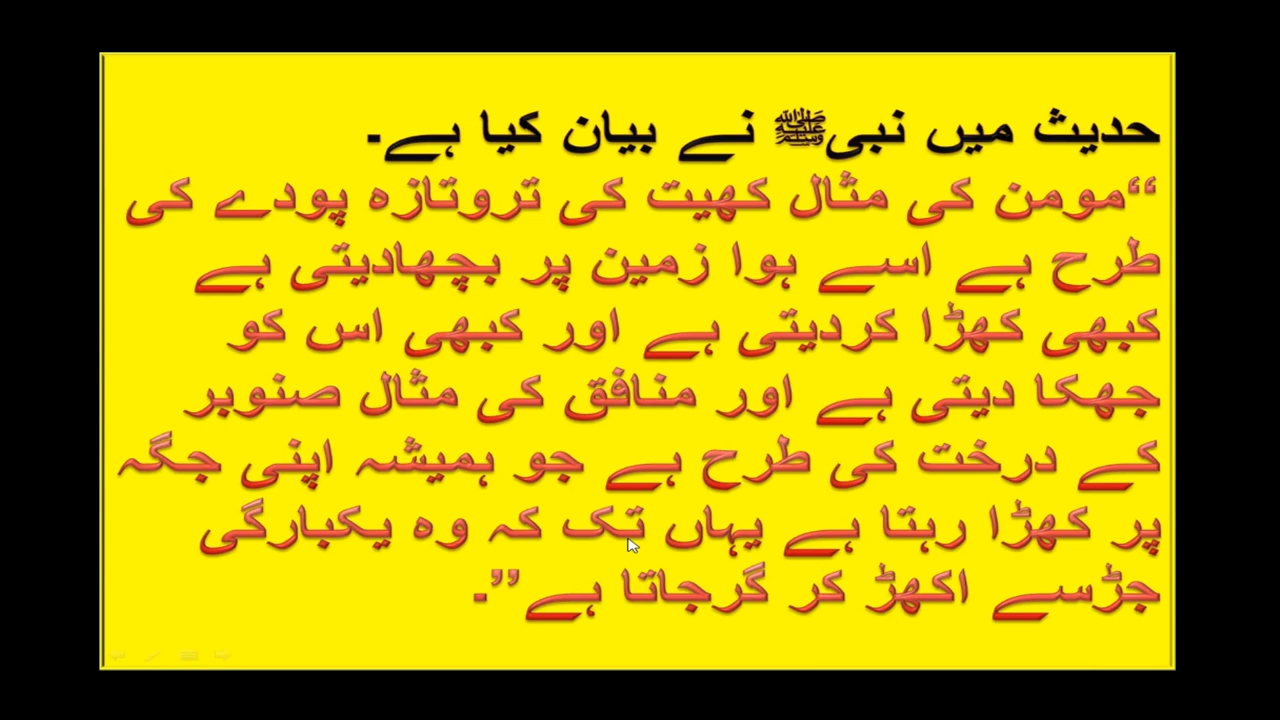 حدیث میں نبیﷺ نے بیان کیا ہے۔
“مومن کی مثال کھیت کی تروتازہ پودے کی
طرح ہے اسے ہوا زمین پر بچھادیتی ہے
کبھی کھڑا کردیتی ہے اور کبھی اس کو
جھکا دیتی ہے اور منافق کی مثال صنوبر
کے درخت کی طرح ہے جو ہمیشہ اپنی جگہ
پر کھڑا رہتا ہے یہاں تک کہ وہ یکبارگی
جڑسے اکھڑ کر گرجاتا ہے”۔